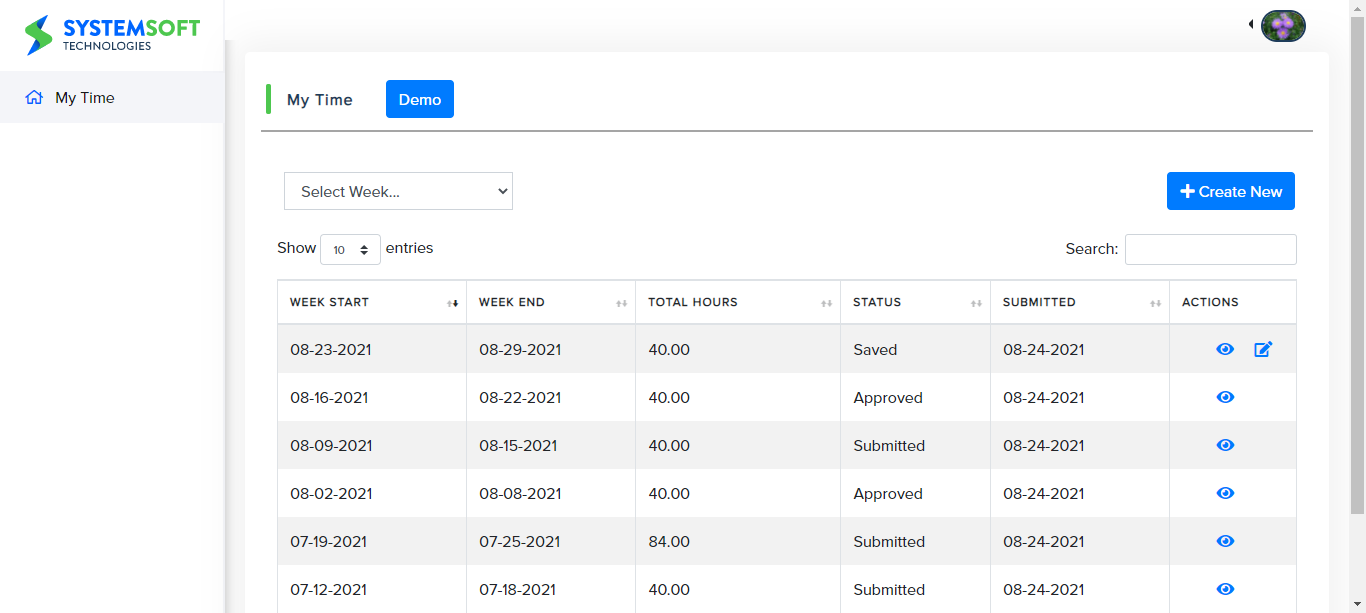 SYSTEMSOFT
TECHNOLOGIES
My Time
My Time Demo
Select Week...
Create New
Show 10 entries Search:
WEEK START WEEK END TOTAL HOURS STATUS SUBMITTED ACTIONS
08-23-2021 08-29-2021 40.00 Saved 08-24-2021
08-16-2021 08-22-2021 40.00 Approved 08-24-2021
08-09-2021 08-15-2021 40.00 Submitted 08-24-2021
08-02-2021 08-08-2021 40.00 Approved 08-24-2021
07-19-2021 07-25-2021 84.00 Submitted 08-24-2021
07-12-2021 07-18-2021 40.00 Submitted 08-24-2021